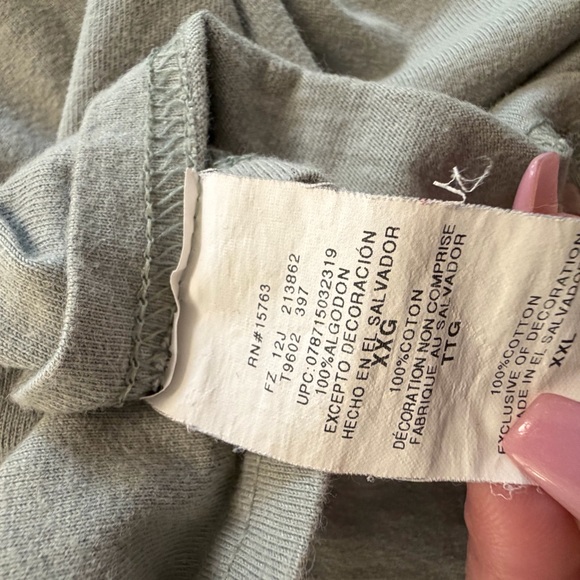 RN#15763
FZ 12J 213862
T9602 397
UPC:078715032319
100%ALGODON
EXCEPTO DECORACIÓN
HECHO EN EL SALVADOR
XXG
100%COTON
DÉCORATION NON COMPRISE
FABRIQUE AU SALVADOR
TTG
100%COTTON
EXCLUSIVE OF DECORATION
MADE IN EL SALVADOR
XXL